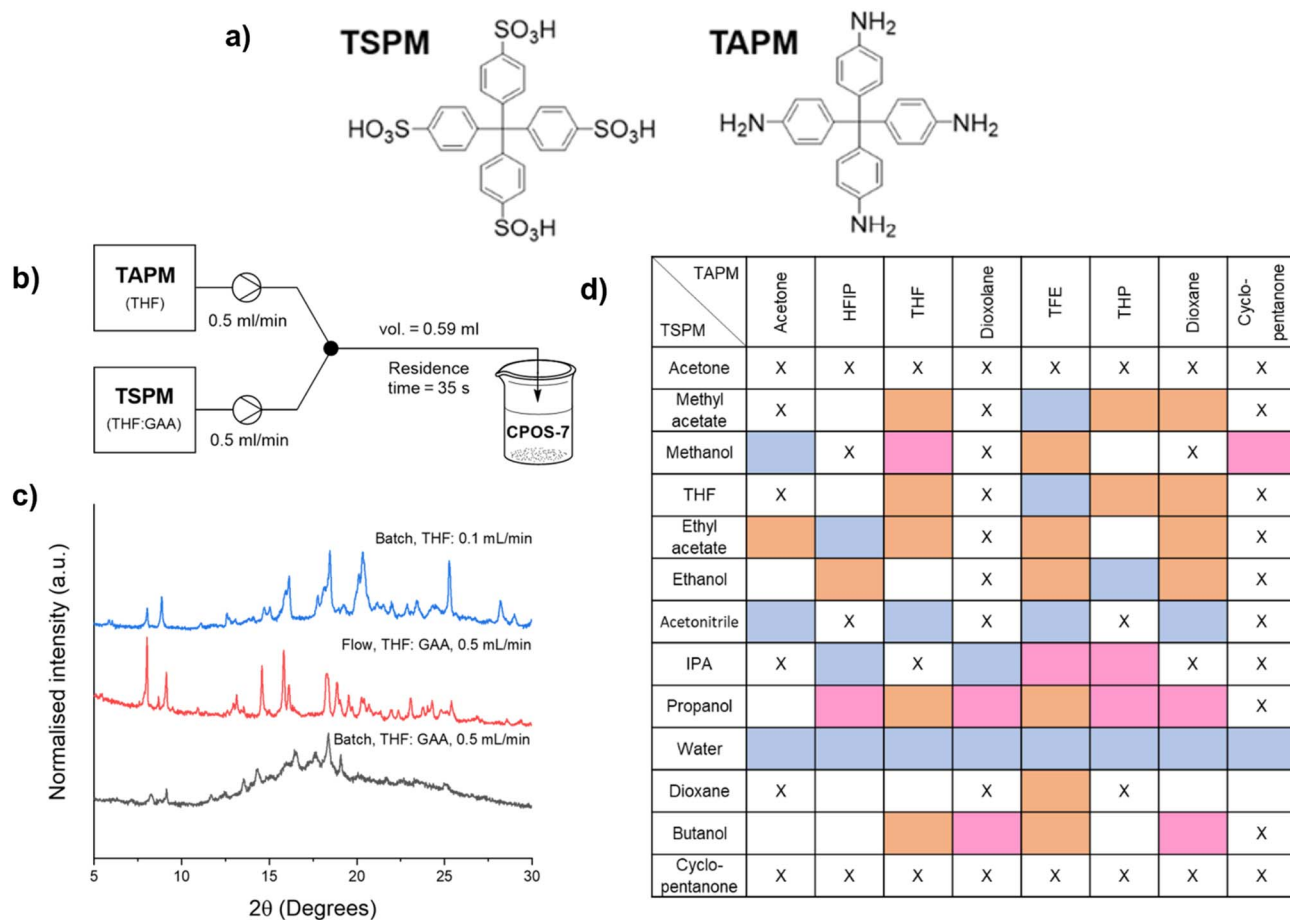 a)
TSPM
SO₃H
HO₃S
SO₃H
SO₃H
TAPM
NH₂
H₂N
NH₂
NH₂
b)
TAPM
(THF)
0.5 ml/min
TSPM
(THF:GAA)
0.5 ml/min
vol. = 0.59 ml
Residence
time = 35 s
CPOS-7
c)
Normalised intensity (a.u.)
Batch, THF: 0.1 mL/min
Flow, THF: GAA, 0.5 mL/min
Batch, THF: GAA, 0.5 mL/min
5 10 15 20 25 30
2θ (Degrees)
d)
TAPM
TSPM
Acetone
HFIP
THF
Dioxolane
TFE
THP
Dioxane
Cyclo-
pentanone
Acetone X X X X X X X X
Methyl
acetate X X X
Methanol X X X
THF X X X
Ethyl
acetate X X
Ethanol X X
Acetonitrile X X X X
IPA X X X X
Propanol X
Water
Dioxane X X X
Butanol X
Cyclo-
pentanone X X X X X X X X